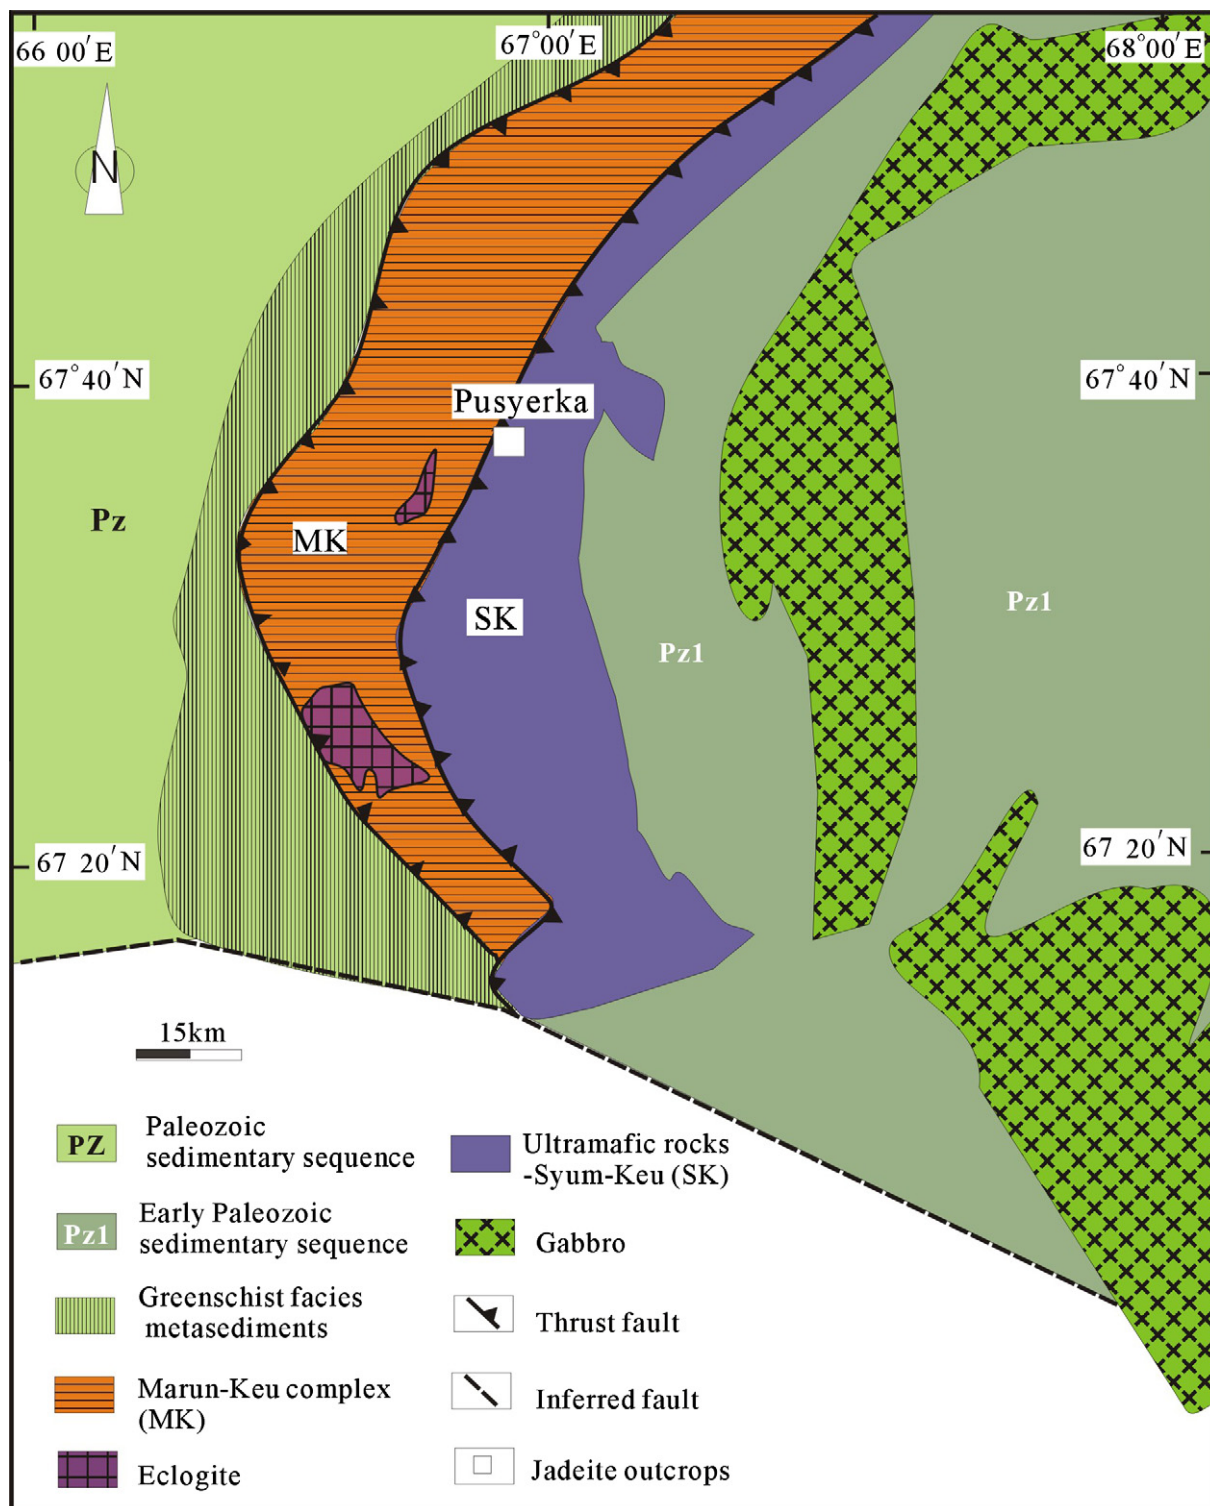 66 00′E
67°00′E
68°00′E
N
67°40′N
67°40′N
Pusyerka
Pz
MK
SK
Pz1
Pz1
67 20′N
67 20′N
15km
PZ
Paleozoic
sedimentary sequence
Pz1
Early Paleozoic
sedimentary sequence
Greenschist facies
metasediments
Marun-Keu complex
(MK)
Eclogite
Ultramafic rocks
-Syum-Keu (SK)
Gabbro
Thrust fault
Inferred fault
Jadeite outcrops